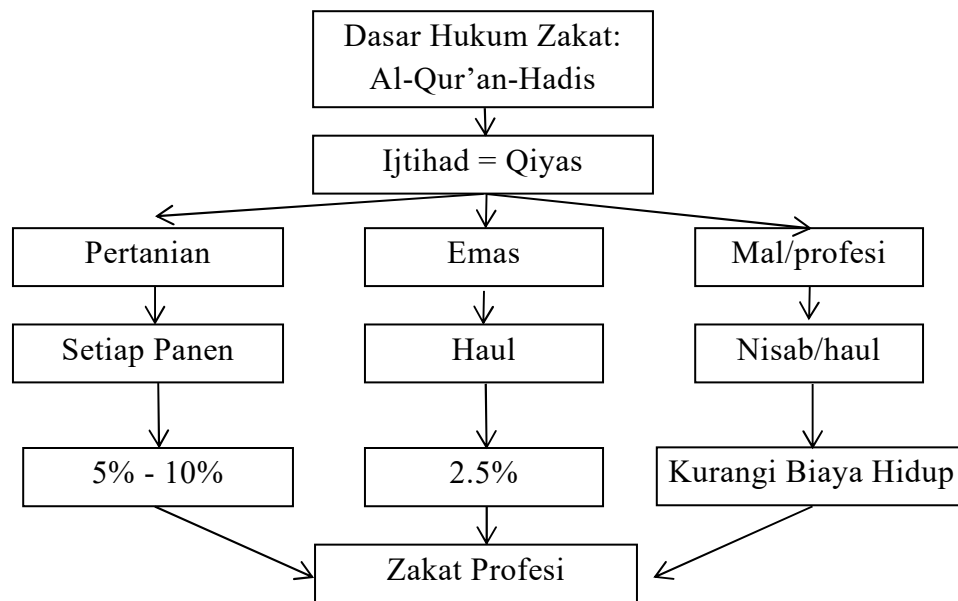 Dasar Hukum Zakat:
Al-Qur’an-Hadis
Ijtihad = Qiyas
Pertanian
Emas
Mal/profesi
Setiap Panen
Haul
Nisab/haul
5% - 10%
2.5%
Kurangi Biaya Hidup
Zakat Profesi